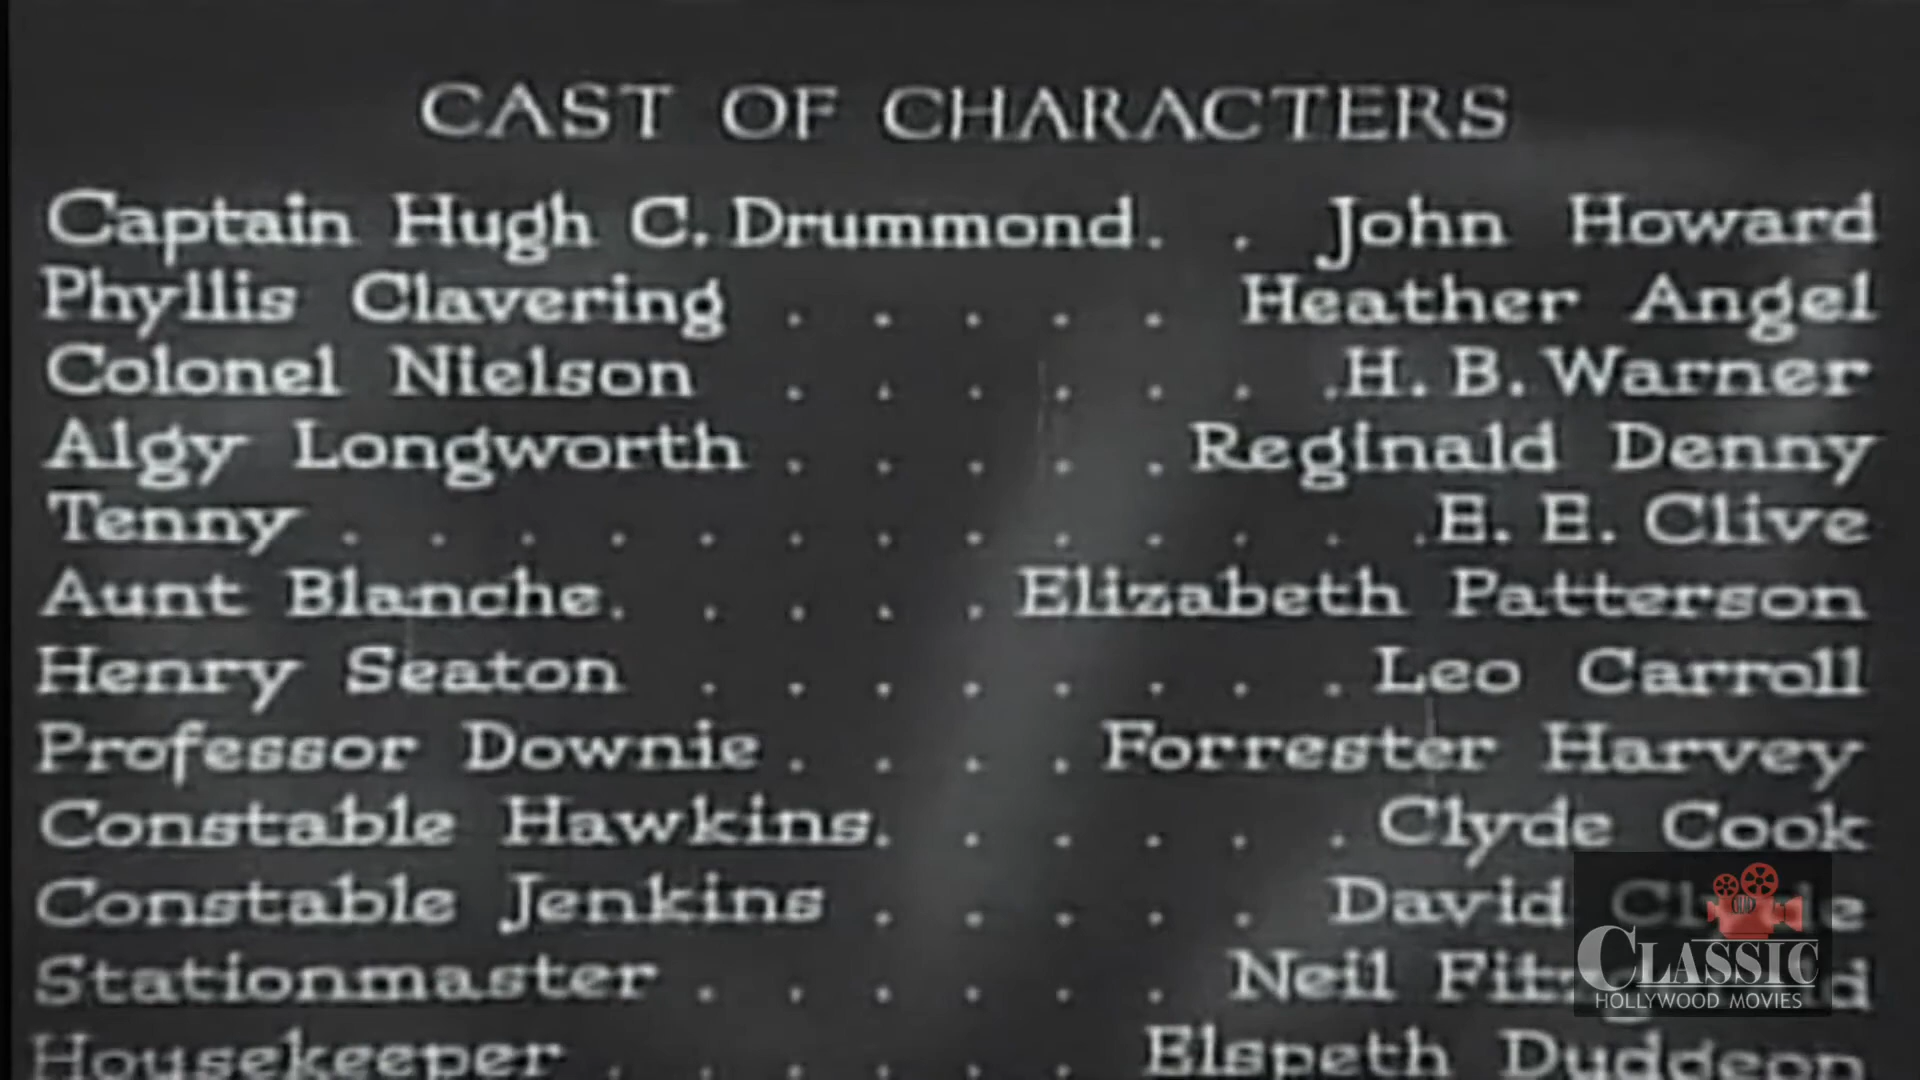 CAST OF CHARACTERS
Captain Hugh C. Drummond. . John Howard
Phyllis Clavering . . . . . Heather Angel
Colonel Nielson . . . . . . .H. B. Warner
Algy Longworth . . . . .Reginald Denny
Tenny . . . . . . . . . . . . .E. E. Clive
Aunt Blanche. . . . .Elizabeth Patterson
Henry Seaton . . . . . . . .Leo Carroll
Professor Downie . . . .Forrester Harvey
Constable Hawkins. . . . . .Clyde Cook
Constable Jenkins . . . . . David
Stationmaster . . . . . . Neil
Housekeeper . . . . . . Elspeth Dudgeon
CLASSIC
HOLLYWOOD MOVIES